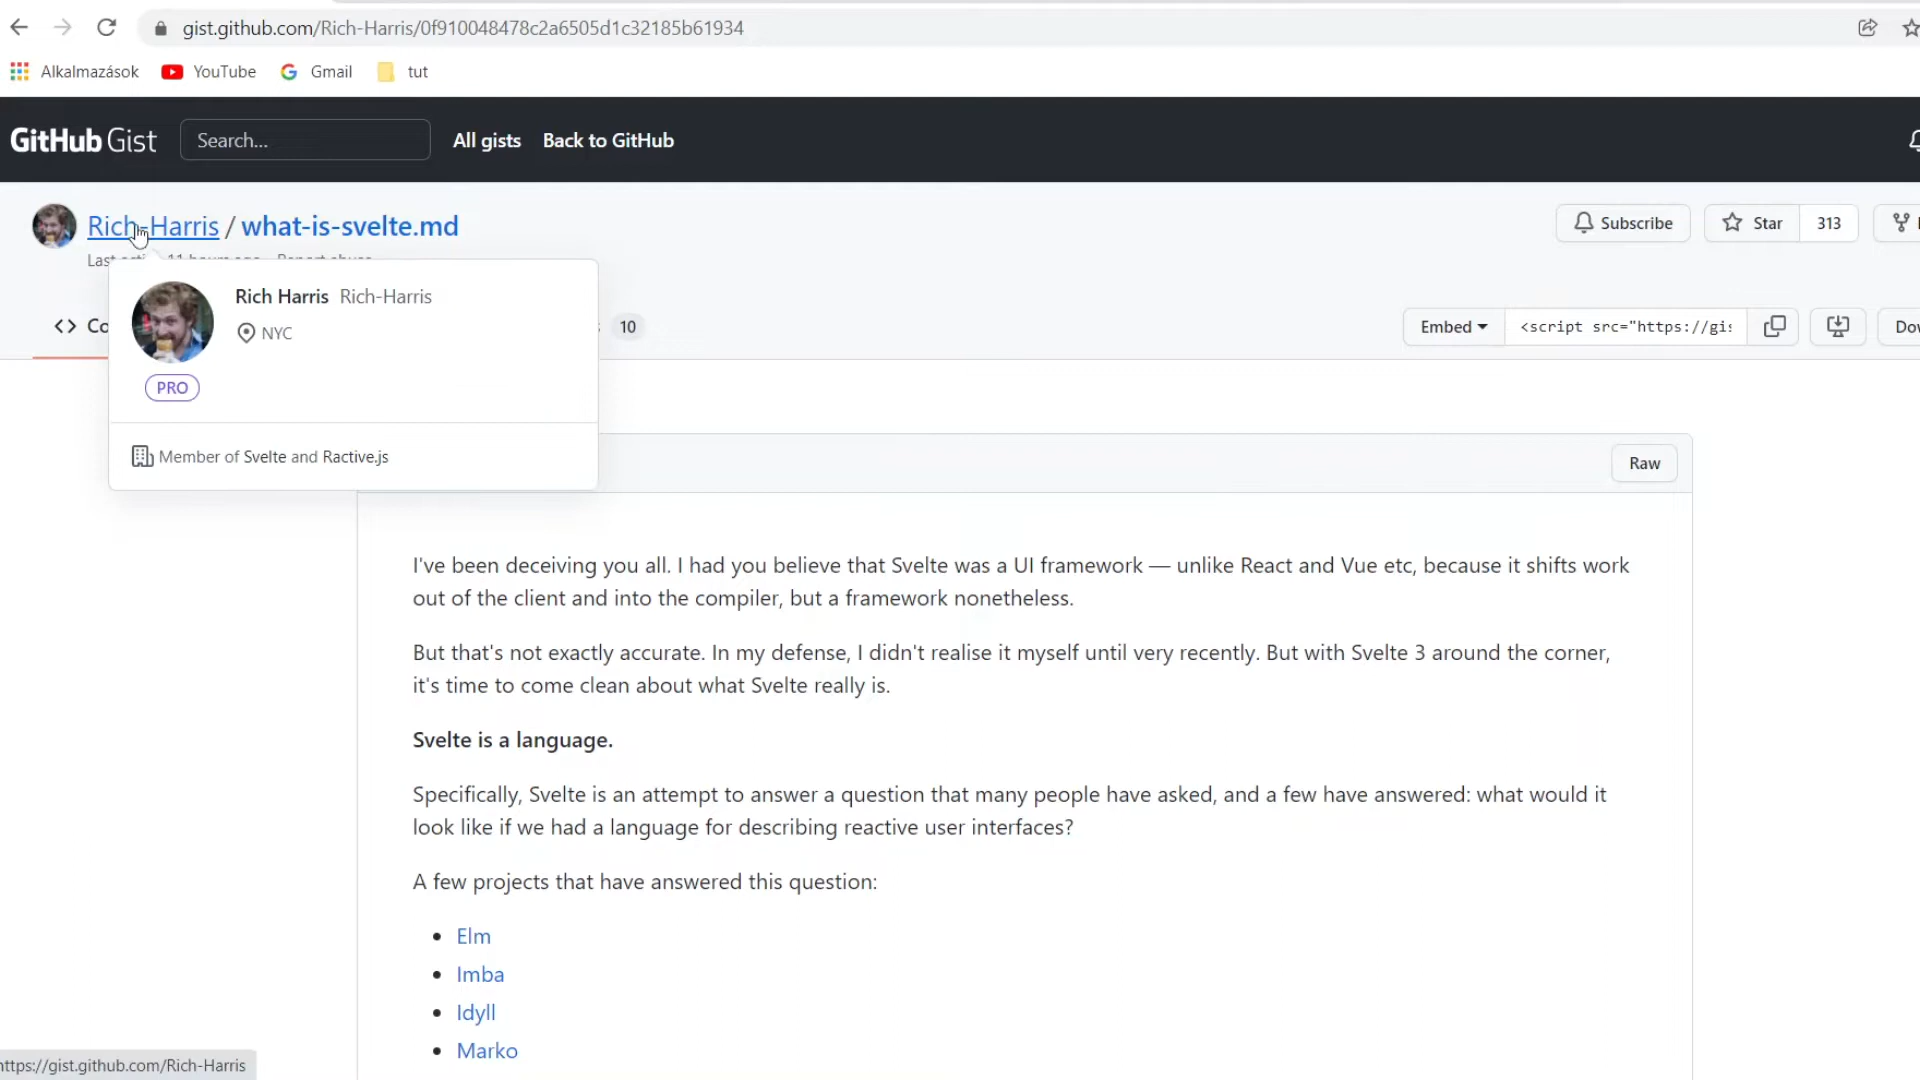 gist.github.com/Rich-Harris/0f910048478c2a6505d1c32185b61934
Alkalmazások YouTube Gmail tut
GitHub Gist Search... All gists Back to GitHub
Rich-Harris / what-is-svelte.md
Subscribe Star 313
Rich Harris Rich-Harris
NYC
Co 10
Embed <script src="https://gis Dow
PRO
Member of Svelte and Ractive.js
Raw
I've been deceiving you all. I had you believe that Svelte was a UI framework — unlike React and Vue etc, because it shifts work
out of the client and into the compiler, but a framework nonetheless.
But that's not exactly accurate. In my defense, I didn't realise it myself until very recently. But with Svelte 3 around the corner,
it's time to come clean about what Svelte really is.
Svelte is a language.
Specifically, Svelte is an attempt to answer a question that many people have asked, and a few have answered: what would it
look like if we had a language for describing reactive user interfaces?
A few projects that have answered this question:
• Elm
• Imba
• Idyll
• Marko
ttps://gist.github.com/Rich-Harris